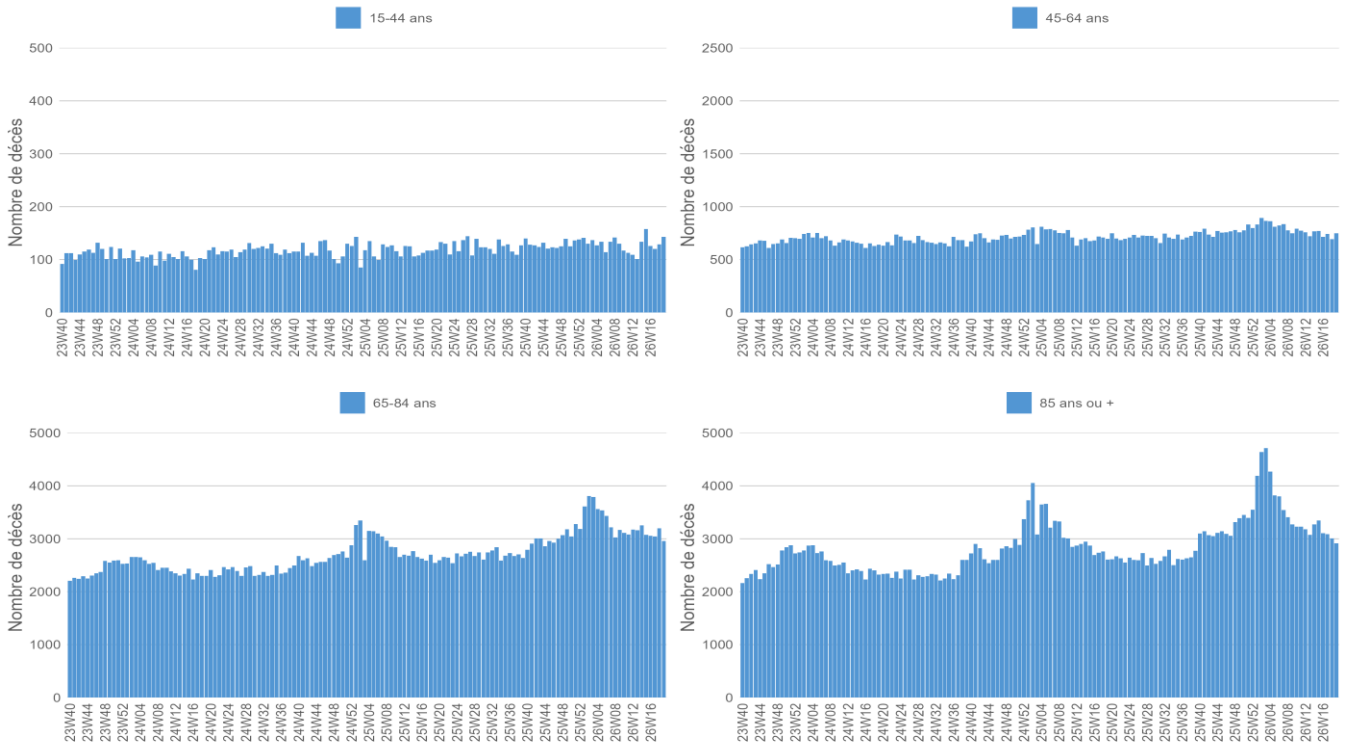 15-44 ans
Nombre de décès
500
400
300
200
100
0
23W40 23W44 23W48 23W52 24W04 24W08 24W12 24W16 24W20 24W24 24W28 24W32 24W36 24W40 24W44 24W48 24W52 25W04 25W08 25W12 25W16 25W20 25W24 25W28 25W32 25W36 25W40 25W44 25W48 25W52 26W04 26W08 26W12 26W16
45-64 ans
Nombre de décès
2500
2000
1500
1000
500
0
23W40 23W44 23W48 23W52 24W04 24W08 24W12 24W16 24W20 24W24 24W28 24W32 24W36 24W40 24W44 24W48 24W52 25W04 25W08 25W12 25W16 25W20 25W24 25W28 25W32 25W36 25W40 25W44 25W48 25W52 26W04 26W08 26W12 26W16
65-84 ans
Nombre de décès
5000
4000
3000
2000
1000
0
23W40 23W44 23W48 23W52 24W04 24W08 24W12 24W16 24W20 24W24 24W28 24W32 24W36 24W40 24W44 24W48 24W52 25W04 25W08 25W12 25W16 25W20 25W24 25W28 25W32 25W36 25W40 25W44 25W48 25W52 26W04 26W08 26W12 26W16
85 ans ou +
Nombre de décès
5000
4000
3000
2000
1000
0
23W40 23W44 23W48 23W52 24W04 24W08 24W12 24W16 24W20 24W24 24W28 24W32 24W36 24W40 24W44 24W48 24W52 25W04 25W08 25W12 25W16 25W20 25W24 25W28 25W32 25W36 25W40 25W44 25W48 25W52 26W04 26W08 26W12 26W16